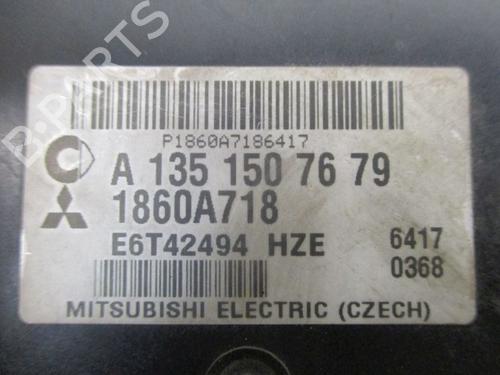 P1860A7186417
A 135 150 76 79
1860A718
E6T42494 HZE 6417
0368
MITSUBISHI ELECTRIC (CZECH)
B-PARTS